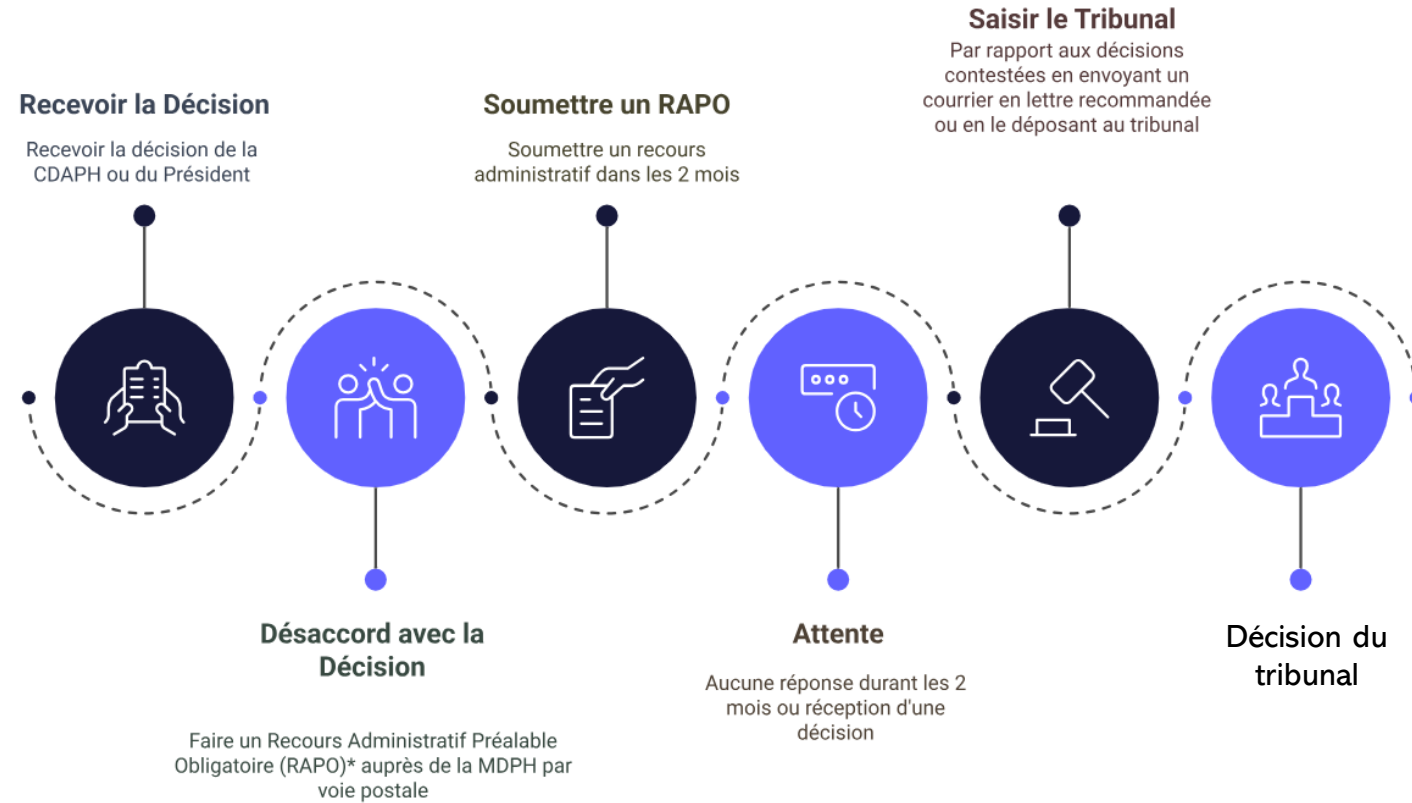 Recevoir la Décision
Recevoir la décision de la
CDAPH ou du Président
Désaccord avec la
Décision
Faire un Recours Administratif Préalable
Obligatoire (RAPO)* auprès de la MDPH par
voie postale
Soumettre un RAPO
Soumettre un recours
administratif dans les 2 mois
Attente
Aucune réponse durant les 2
mois ou réception d'une
décision
Saisir le Tribunal
Par rapport aux décisions
contestées en envoyant un
courrier en lettre recommandée
ou en le déposant au tribunal
Décision du
tribunal